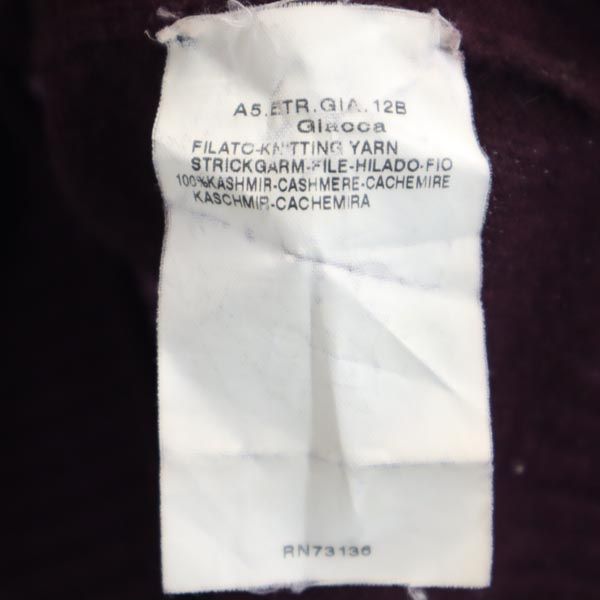 A5.ETR.GIA.12B
Giacca
FILATO-KNITTING YARN
STRICKGARM-FILE-HILADO-FIO
100%KASHMIR-CASHMERE-CACHEMIRE
KASCHMIR-CACHEMIRA
RN73136